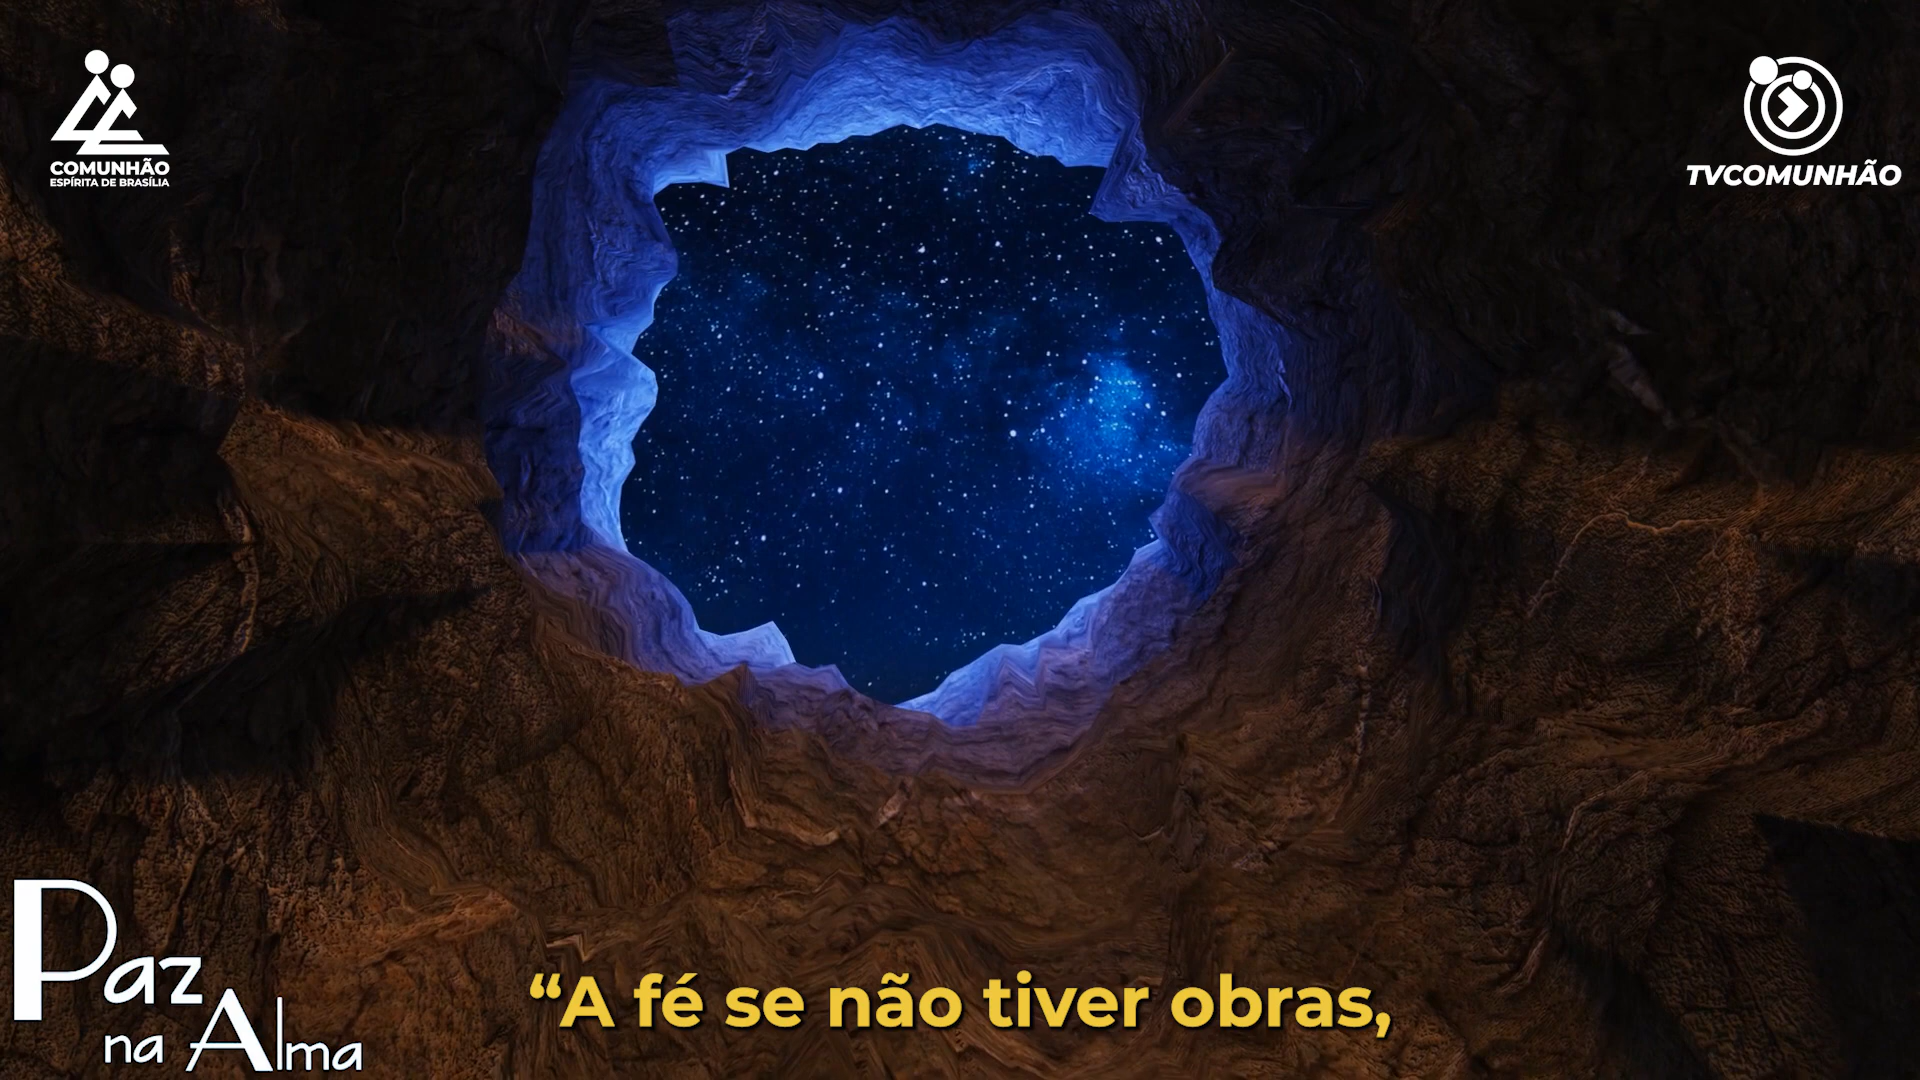 COMUNHÃO
ESPÍRITA DE BRASÍLIA
TVCOMUNHÃO
Paz
na Alma
“A fé se não tiver obras,